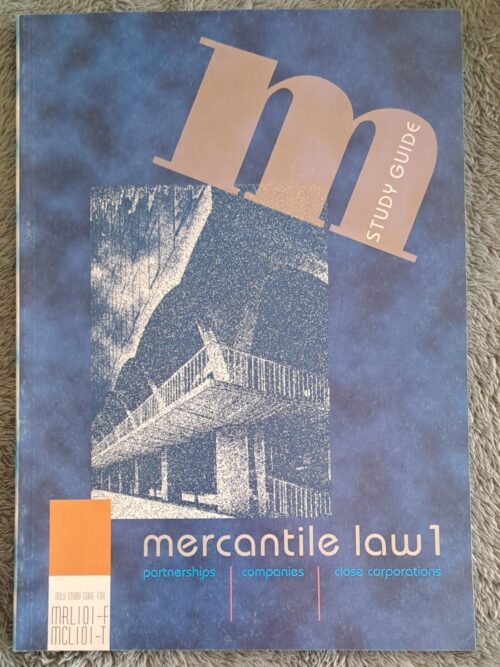 m
STUDY GUIDE
mercantile law 1
partnerships | companies | close corporations
ONLY STUDY GUIDE FOR
MRL101-F
MCL101-T